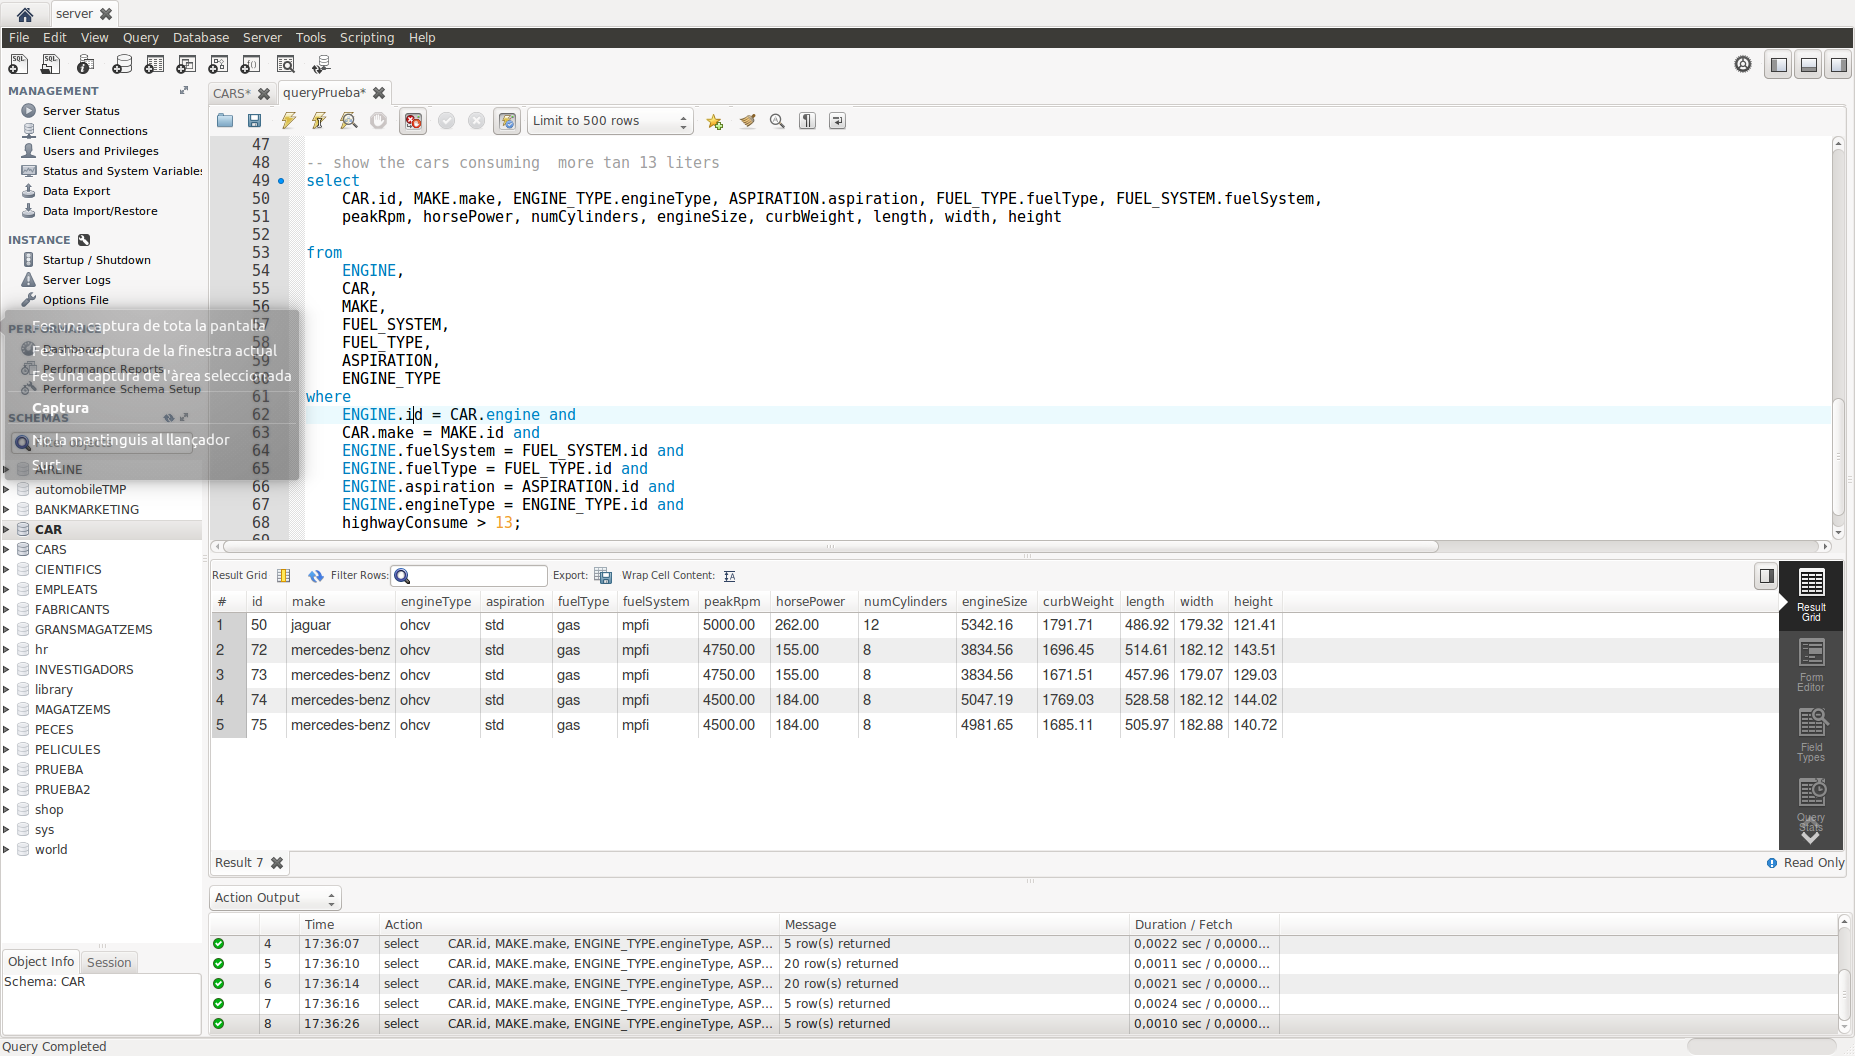 server
File Edit View Query Database Server Tools Scripting Help
MANAGEMENT
Server Status
Client Connections
Users and Privileges
Status and System Variables
Data Export
Data Import/Restore
INSTANCE
Startup / Shutdown
Server Logs
Options File
PERFORMANCE
Dashboard
Performance Reports
Performance Schema Setup
SCHEMAS
Fes una captura de tota la pantalla
Fes una captura de la finestra actual
Fes una captura de l'àrea seleccionada
Captura
No la mantinguis al llançador
Surt
AIRLINE
automobileTMP
BANKMARKETING
CAR
CARS
CIENTIFICS
EMPLEATS
FABRICANTS
GRANSMAGATZEMS
hr
INVESTIGADORS
library
MAGATZEMS
PECES
PELICULES
PRUEBA
PRUEBA2
shop
sys
world
Object Info Session
Schema: CAR
CARS* queryPrueba*
Limit to 500 rows
47
48 -- show the cars consuming  more tan 13 liters
49 select
50 CAR.id, MAKE.make, ENGINE_TYPE.engineType, ASPIRATION.aspiration, FUEL_TYPE.fuelType, FUEL_SYSTEM.fuelSystem,
51 peakRpm, horsePower, numCylinders, engineSize, curbWeight, length, width, height
52
53 from
54 ENGINE,
55 CAR,
56 MAKE,
57 FUEL_SYSTEM,
58 FUEL_TYPE,
59 ASPIRATION,
60 ENGINE_TYPE
61 where
62 ENGINE.id = CAR.engine and
63 CAR.make = MAKE.id and
64 ENGINE.fuelSystem = FUEL_SYSTEM.id and
65 ENGINE.fuelType = FUEL_TYPE.id and
66 ENGINE.aspiration = ASPIRATION.id and
67 ENGINE.engineType = ENGINE_TYPE.id and
68 highwayConsume > 13;
69
Result Grid Filter Rows: Export: Wrap Cell Content:
# id make engineType aspiration fuelType fuelSystem peakRpm horsePower numCylinders engineSize curbWeight length width height
1 50 jaguar ohcv std gas mpfi 5000.00 262.00 12 5342.16 1791.71 486.92 179.32 121.41
2 72 mercedes-benz ohcv std gas mpfi 4750.00 155.00 8 3834.56 1696.45 514.61 182.12 143.51
3 73 mercedes-benz ohcv std gas mpfi 4750.00 155.00 8 3834.56 1671.51 457.96 179.07 129.03
4 74 mercedes-benz ohcv std gas mpfi 4500.00 184.00 8 5047.19 1769.03 528.58 182.12 144.02
5 75 mercedes-benz ohcv std gas mpfi 4500.00 184.00 8 4981.65 1685.11 505.97 182.88 140.72
Result Grid
Form Editor
Field Types
Query Stats
Result 7
Read Only
Action Output
Time Action Message Duration / Fetch
4 17:36:07 select CAR.id, MAKE.make, ENGINE_TYPE.engineType, ASP... 5 row(s) returned 0,0022 sec / 0,0000...
5 17:36:10 select CAR.id, MAKE.make, ENGINE_TYPE.engineType, ASP... 20 row(s) returned 0,0011 sec / 0,0000...
6 17:36:14 select CAR.id, MAKE.make, ENGINE_TYPE.engineType, ASP... 20 row(s) returned 0,0021 sec / 0,0000...
7 17:36:16 select CAR.id, MAKE.make, ENGINE_TYPE.engineType, ASP... 5 row(s) returned 0,0024 sec / 0,0000...
8 17:36:26 select CAR.id, MAKE.make, ENGINE_TYPE.engineType, ASP... 5 row(s) returned 0,0010 sec / 0,0000...
Query Completed